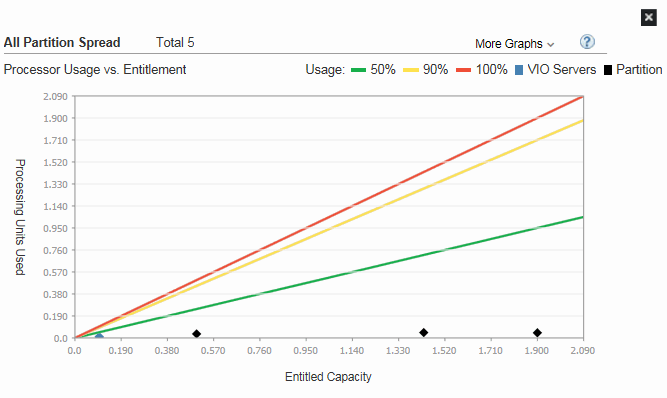 All Partition Spread Total 5 More Graphs ?
Processor Usage vs. Entitlement Usage: 50% 90% 100% VIO Servers Partition
2.090
1.900
1.710
1.520
1.330
1.140
0.950
0.760
0.570
0.380
0.190
0.0
Processing Units Used
0.0 0.190 0.380 0.570 0.760 0.950 1.140 1.330 1.520 1.710 1.900 2.090
Entitled Capacity